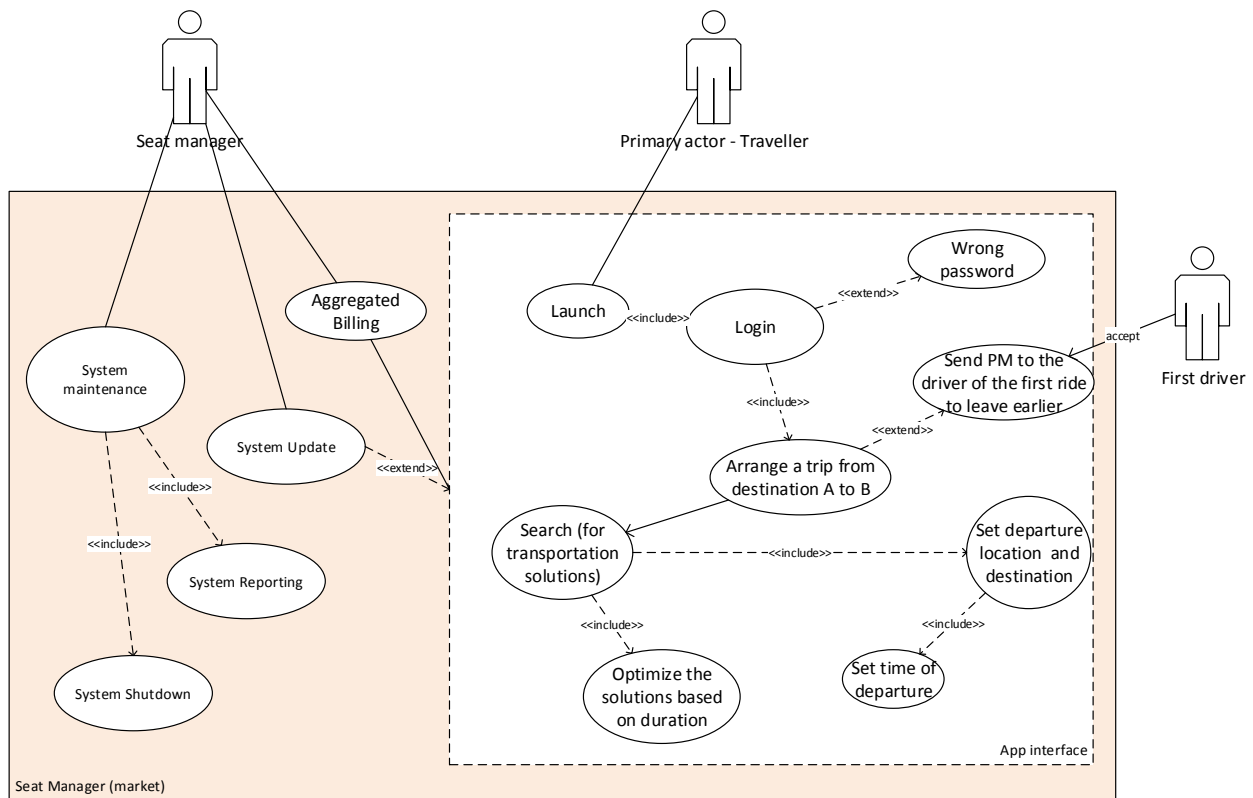 Seat manager
Primary actor - Traveller
Wrong
password
<<extend>>
Aggregated
Billing
Launch
<<include>>
Login
accept
First driver
System
maintenance
Send PM to the
driver of the first ride
to leave earlier
<<include>>
<<extend>>
System Update
<<extend>>
Arrange a trip from
destination A to B
<<include>>
<<include>>
Search (for
transportation
solutions)
<<include>>
Set departure
location and
destination
System Reporting
<<include>>
<<include>>
Set time of
departure
Optimize the
solutions based
on duration
System Shutdown
App interface
Seat Manager (market)